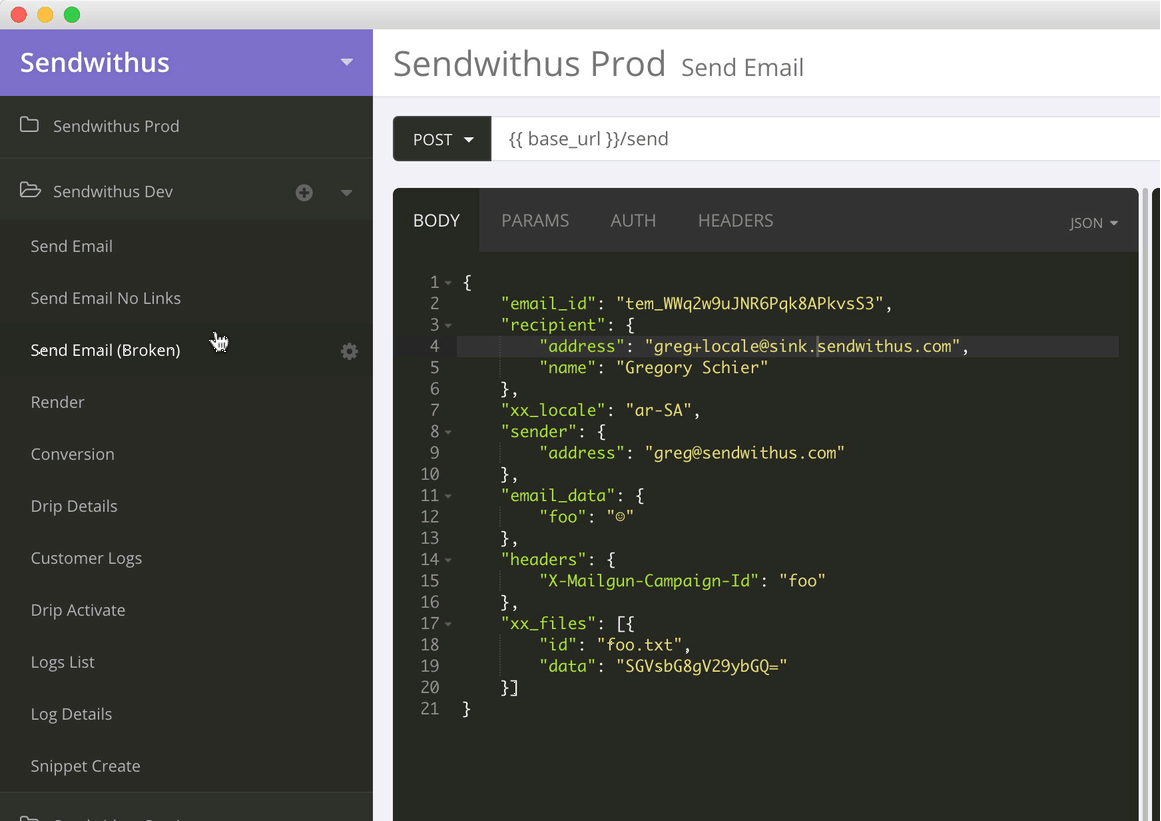 Sendwithus
Sendwithus Prod
Sendwithus Dev
Send Email
Send Email No Links
Send Email (Broken)
Render
Conversion
Drip Details
Customer Logs
Drip Activate
Logs List
Log Details
Snippet Create
Sendwithus Prod Send Email
POST {{ base_url }}/send
BODY PARAMS AUTH HEADERS JSON
1 {
2 "email_id": "tem_WWq2w9uJNR6Pqk8APkvsS3",
3 "recipient": {
4 "address": "greg+locale@sink.sendwithus.com",
5 "name": "Gregory Schier"
6 },
7 "xx_locale": "ar-SA",
8 "sender": {
9 "address": "greg@sendwithus.com"
10 },
11 "email_data": {
12 "foo": "☺"
13 },
14 "headers": {
15 "X-Mailgun-Campaign-Id": "foo"
16 },
17 "xx_files": [{
18 "id": "foo.txt",
19 "data": "SGVsbG8gV29ybGQ="
20 }]
21 }